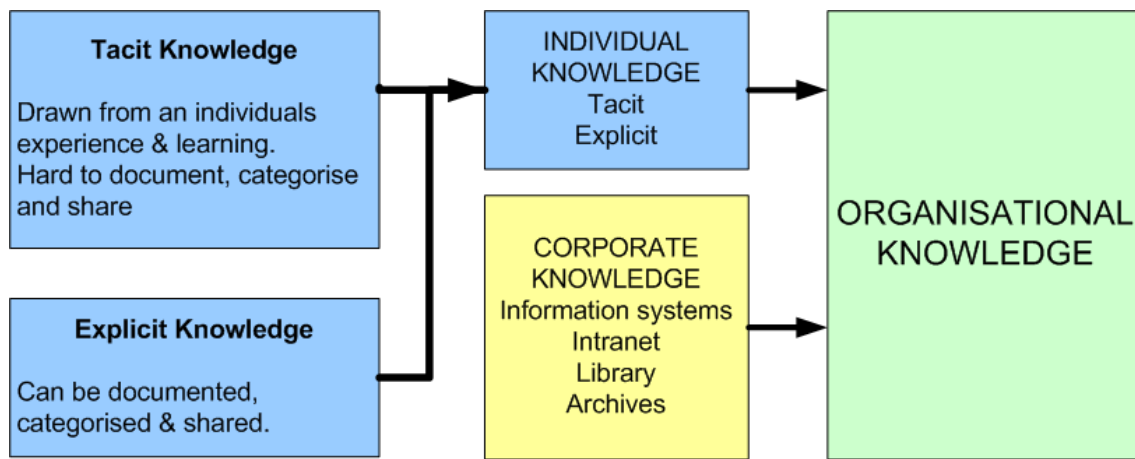 Tacit Knowledge
Drawn from an individuals
experience & learning.
Hard to document, categorise
and share
Explicit Knowledge
Can be documented,
categorised & shared.
INDIVIDUAL
KNOWLEDGE
Tacit
Explicit
CORPORATE
KNOWLEDGE
Information systems
Intranet
Library
Archives
ORGANISATIONAL
KNOWLEDGE